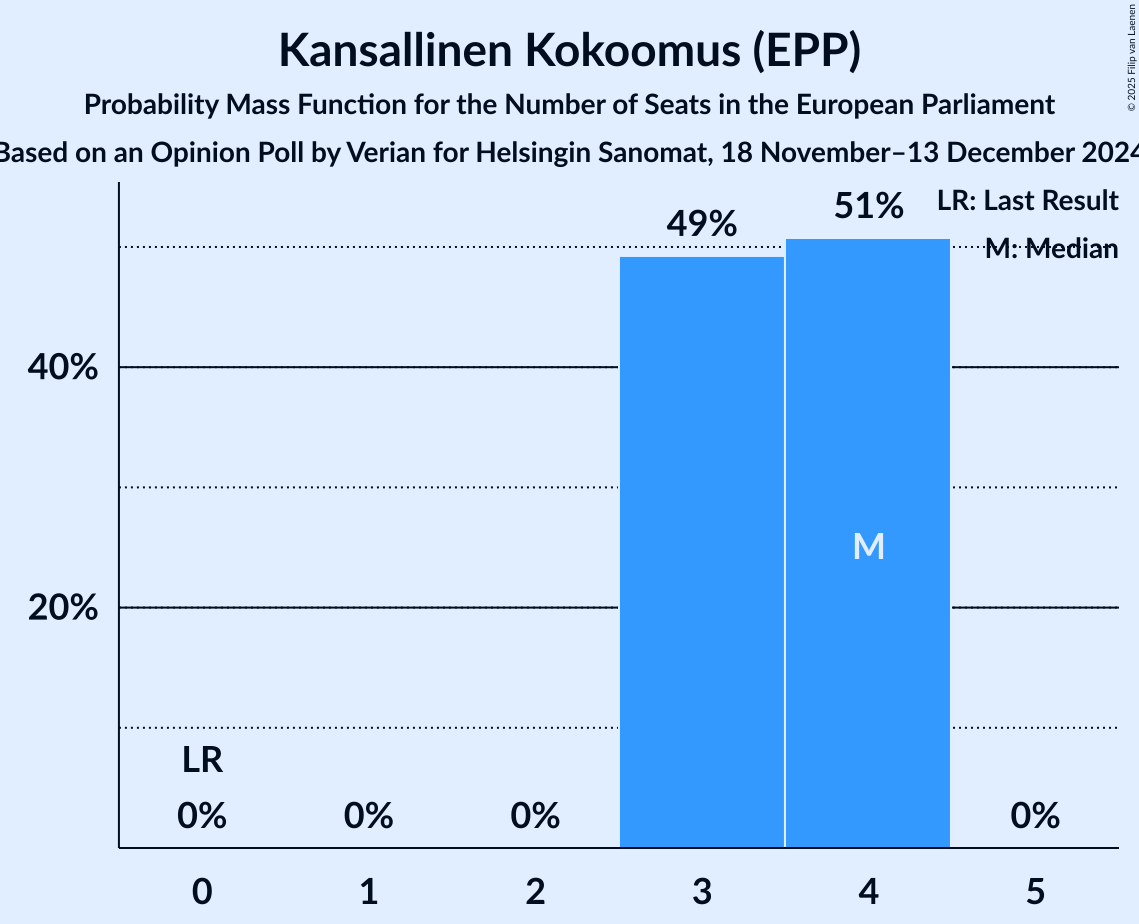 Kansallinen Kokoomus (EPP)
Probability Mass Function for the Number of Seats in the European Parliament
Based on an Opinion Poll by Verian for Helsingin Sanomat, 18 November–13 December 2024
© 2025 Filip van Laenen
LR: Last Result
M: Median
49%
51%
40%
20%
M
LR
0%
0%
0%
0%
0
1
2
3
4
5